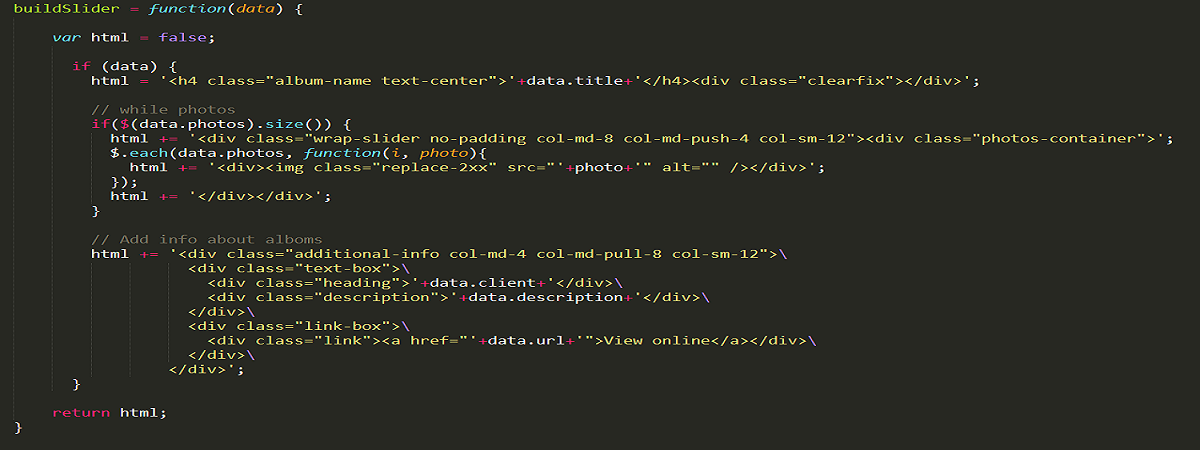 buildSlider = function(data) {
var html = false;
if (data) {
html = '<h4 class="album-name text-center">'+data.title+'</h4><div class="clearfix"></div>';
// while photos
if($(data.photos).size()) {
html += '<div class="wrap-slider no-padding col-md-8 col-md-push-4 col-sm-12"><div class="photos-container">';
$.each(data.photos, function(i, photo){
html += '<div><img class="replace-2xx" src="'+photo+'" alt="" /></div>';
});
html += '</div></div>';
}
// Add info about alboms
html += '<div class="additional-info col-md-4 col-md-pull-8 col-sm-12">\
<div class="text-box">\
<div class="heading">'+data.client+'</div>\
<div class="description">'+data.description+'</div>\
</div>\
<div class="link-box">\
<div class="link"><a href="'+data.url+'">View online</a></div>\
</div>\
</div>';
}
return html;
}